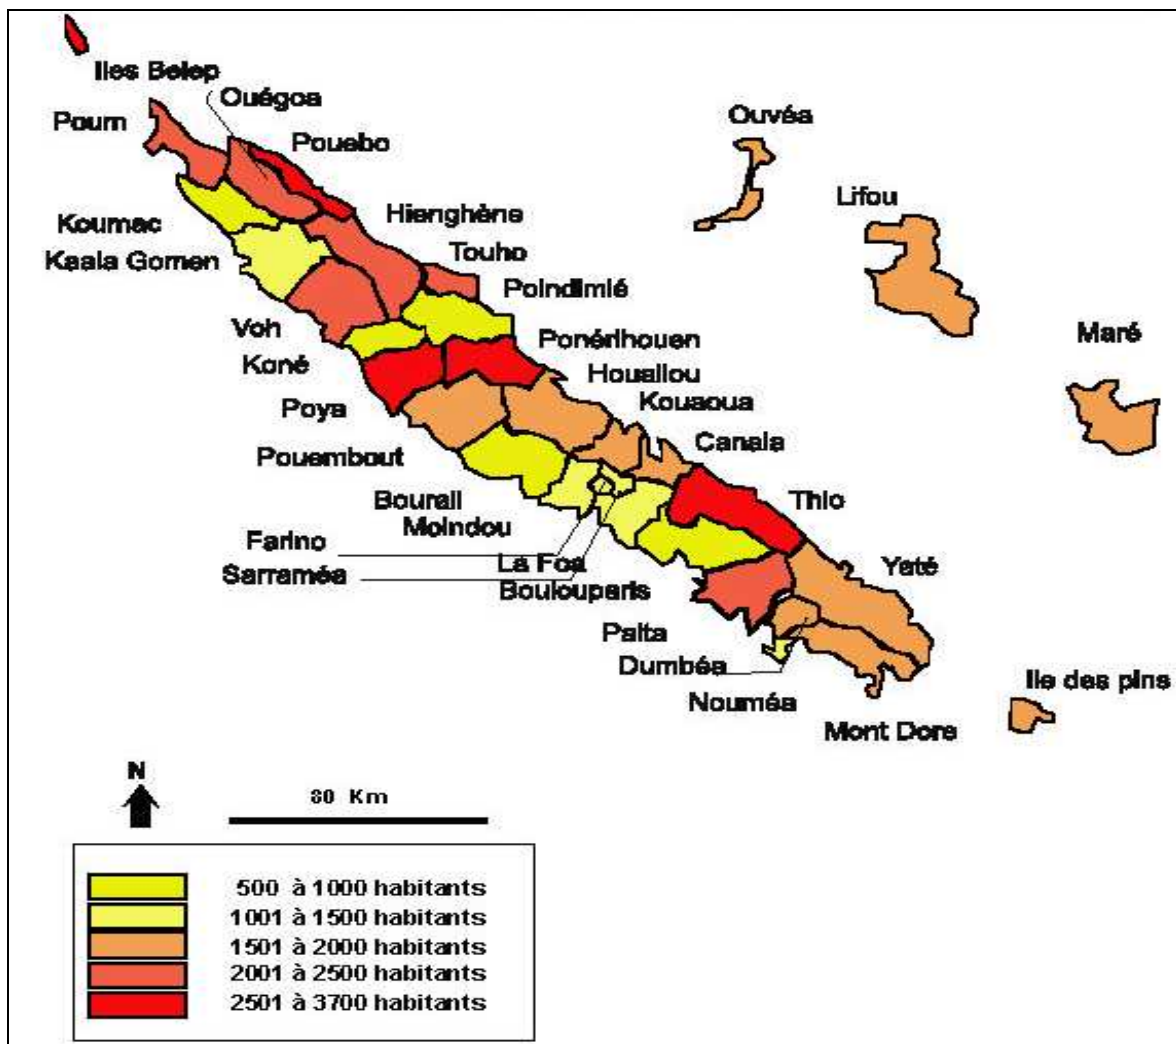 Iles Belep
Ouégoa
Poum
Pouebo
Ouvéa
Hienghène
Lifou
Koumac
Touho
Kaala Gomen
Poindimié
Voh
Ponérihouen
Maré
Koné
Houaïlou
Poya
Kouaoua
Canala
Pouembout
Thio
Bourail
Moindou
Farino
La Foa
Yaté
Sarraméa
Boulouparis
Païta
Dumbéa
Ile des pins
Nouméa
Mont Dore
N
80 Km
500 à 1000 habitants
1001 à 1500 habitants
1501 à 2000 habitants
2001 à 2500 habitants
2501 à 3700 habitants